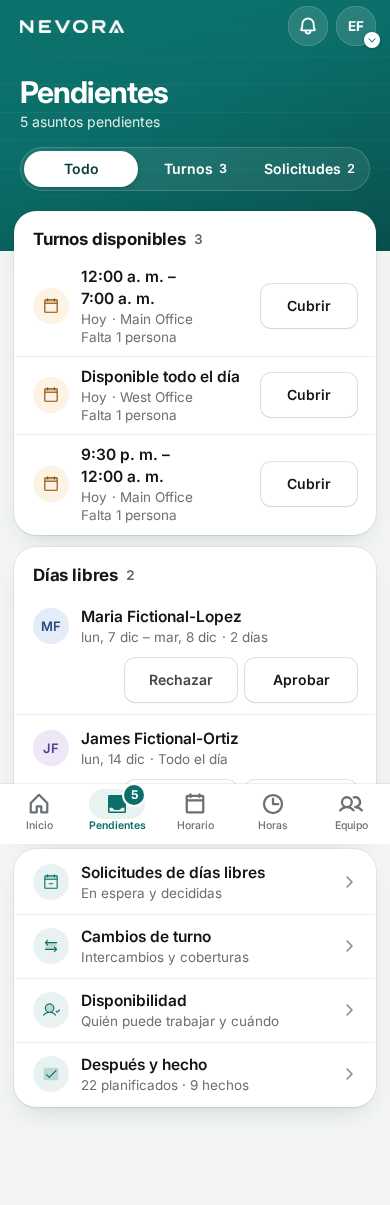 NEVORA
EF
Pendientes
5 asuntos pendientes
Todo
Turnos 3
Solicitudes 2
Turnos disponibles 3
12:00 a. m. –
7:00 a. m.
Hoy · Main Office
Falta 1 persona
Cubrir
Disponible todo el día
Hoy · West Office
Falta 1 persona
Cubrir
9:30 p. m. –
12:00 a. m.
Hoy · Main Office
Falta 1 persona
Cubrir
Días libres 2
MF
Maria Fictional-Lopez
lun, 7 dic – mar, 8 dic · 2 días
Rechazar
Aprobar
JF
James Fictional-Ortiz
lun, 14 dic · Todo el día
Inicio
5
Pendientes
Horario
Horas
Equipo
Solicitudes de días libres
En espera y decididas
Cambios de turno
Intercambios y coberturas
Disponibilidad
Quién puede trabajar y cuándo
Después y hecho
22 planificados · 9 hechos